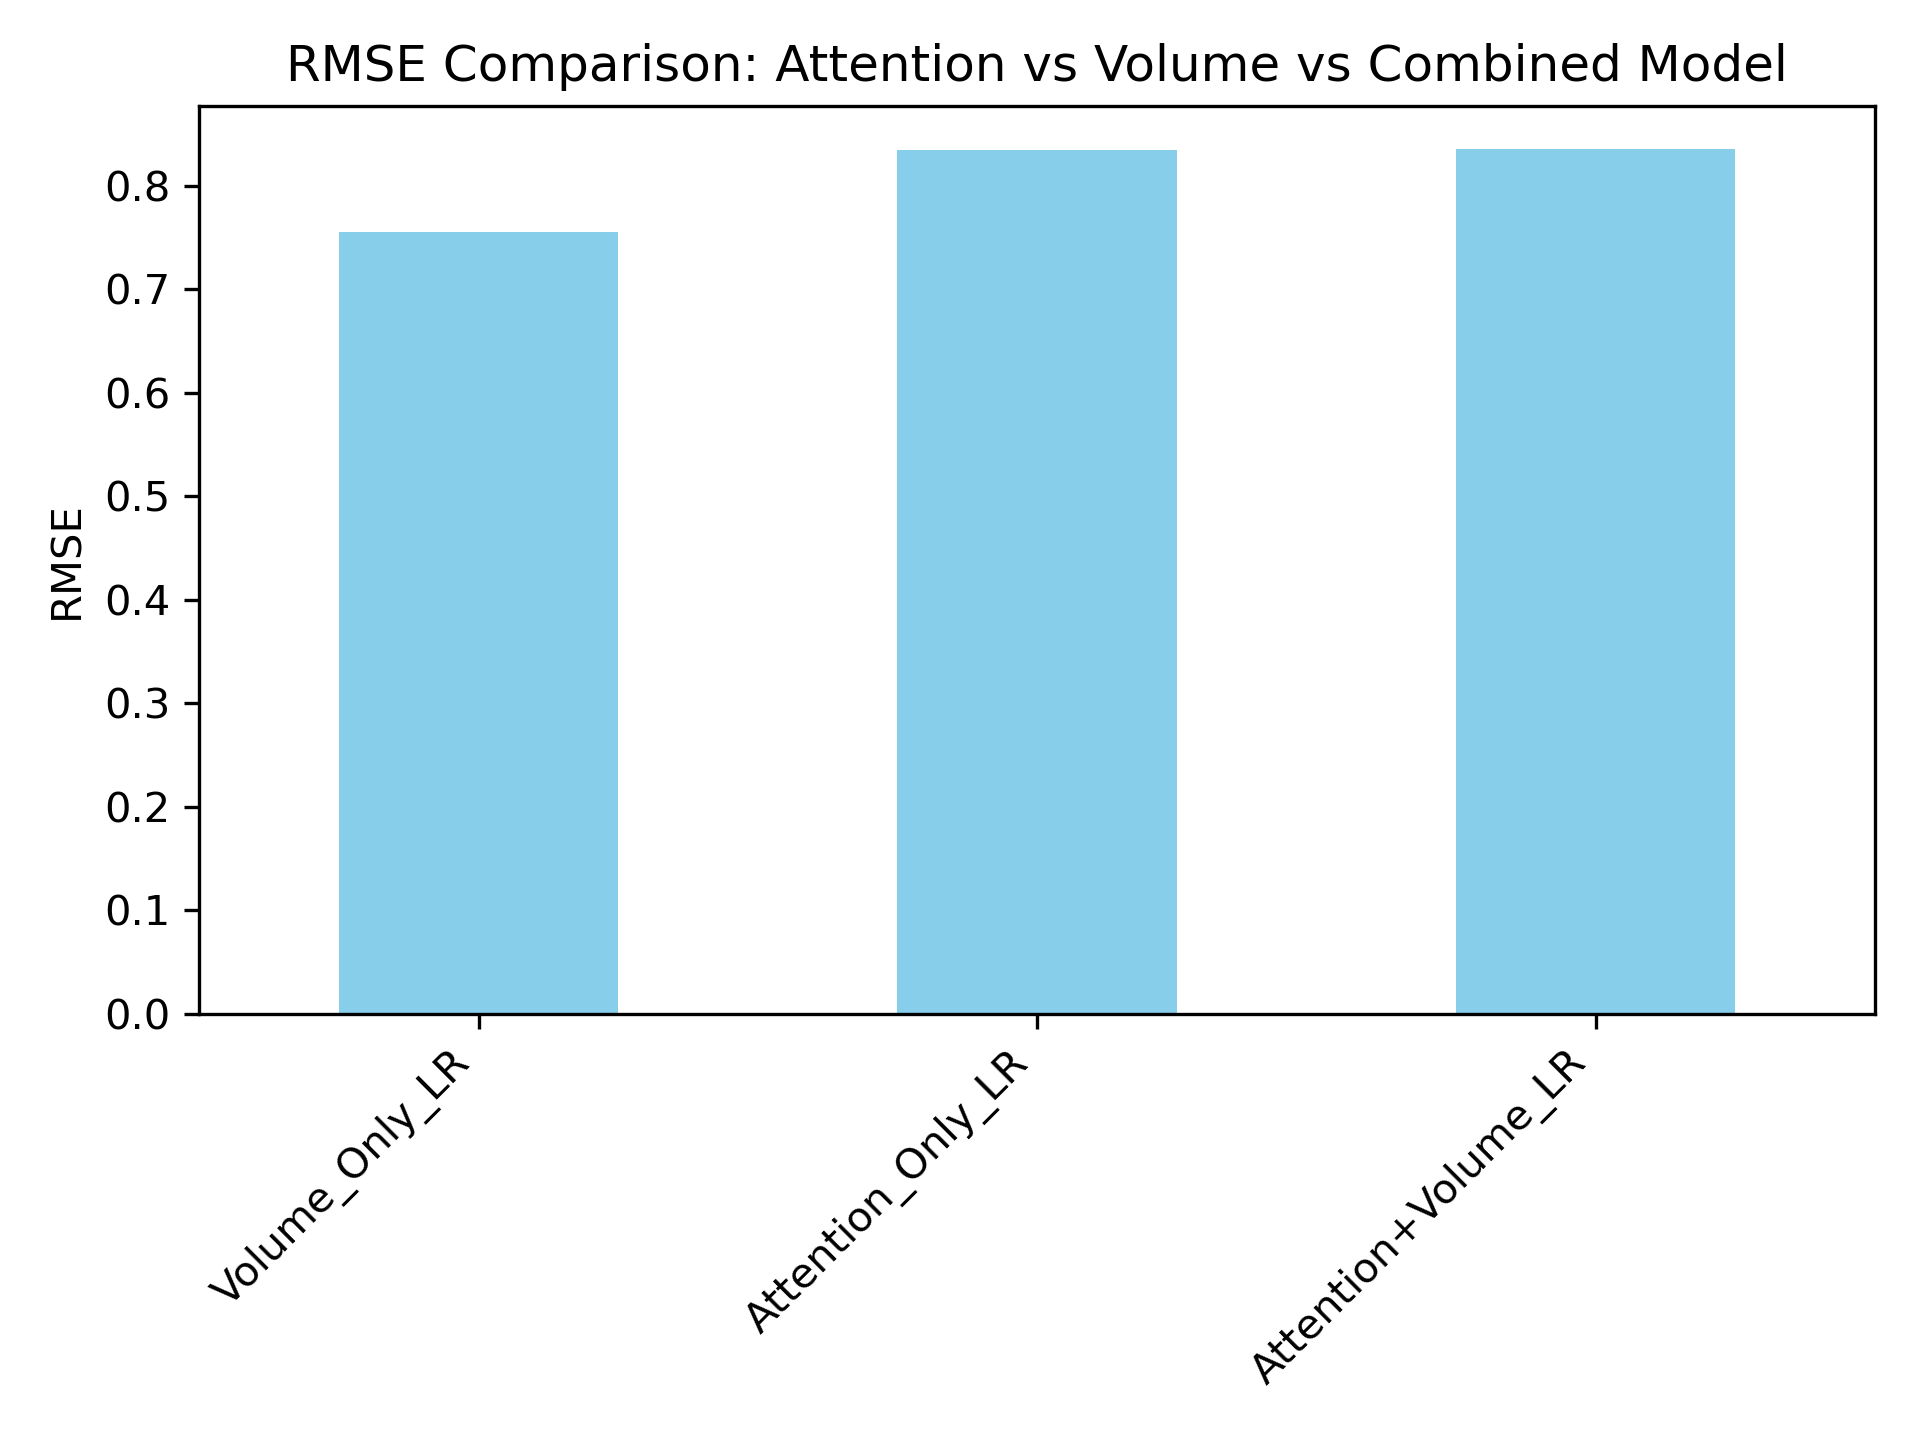 RMSE Comparison: Attention vs Volume vs Combined Model
RMSE
0.8
0.7
0.6
0.5
0.4
0.3
0.2
0.1
0.0
Volume_Only_LR
Attention_Only_LR
Attention+Volume_LR